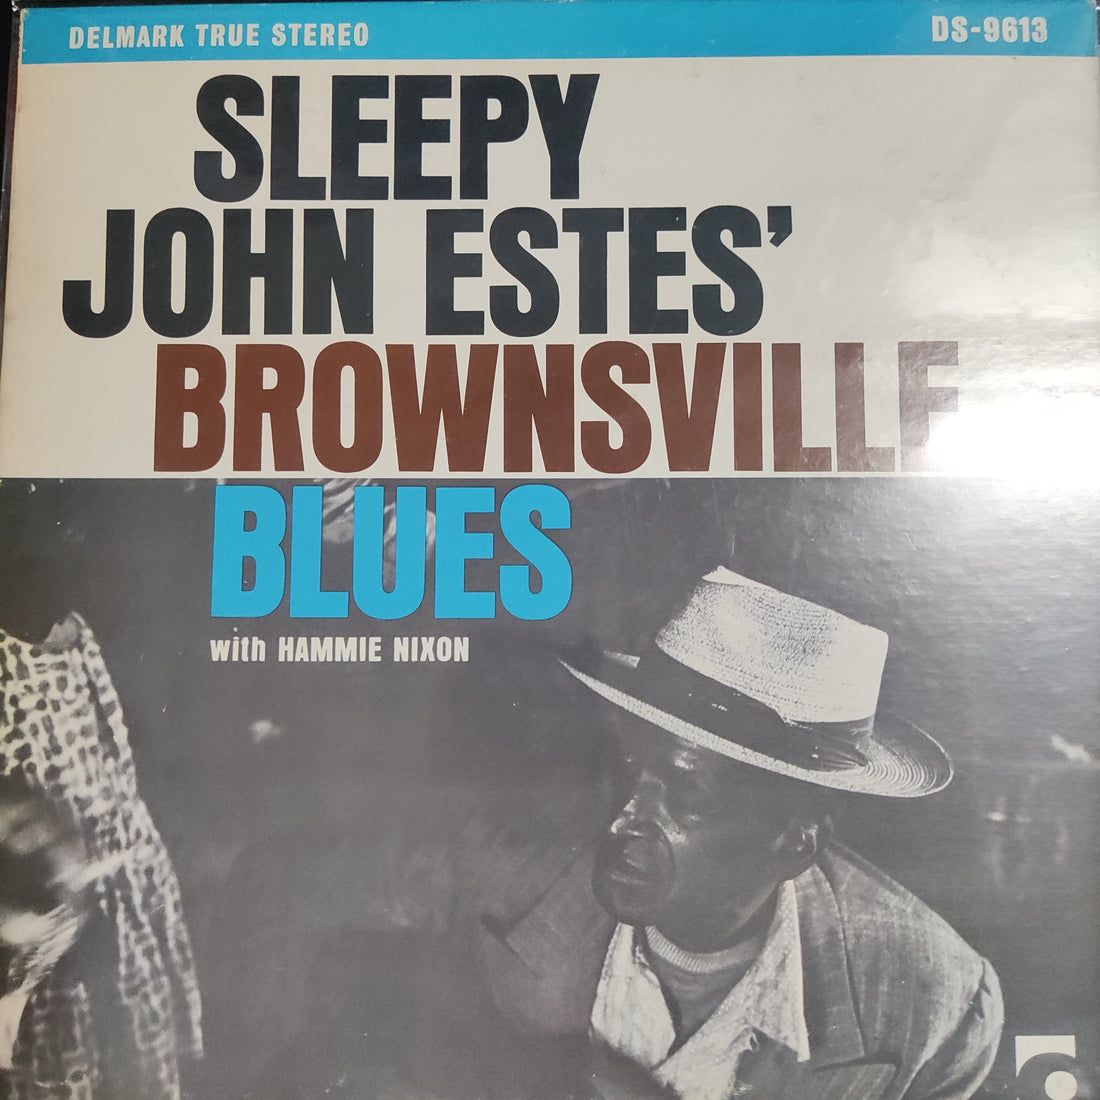 DELMARK TRUE STEREO
DS-9613
SLEEPY
JOHN ESTES’
BROWNSVILLE
BLUES
with HAMMIE NIXON